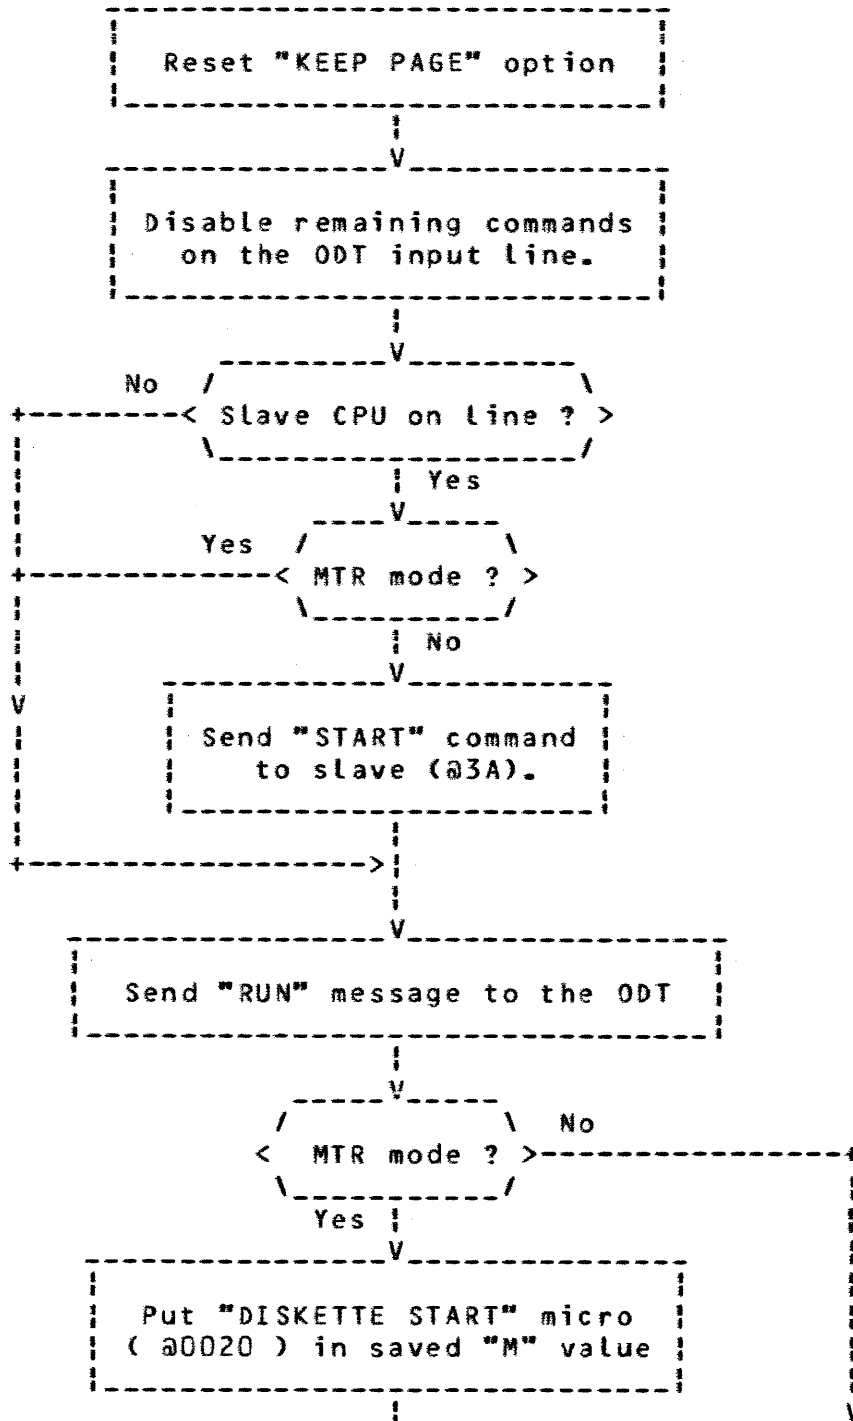 Reset "KEEP PAGE" option
Disable remaining commands
on the ODT input line.
No
Slave CPU on line ?
Yes
Yes
MTR mode ?
No
Send "START" command
to slave (@3A).
Send "RUN" message to the ODT
No
MTR mode ?
Yes
Put "DISKETTE START" micro
( @0020 ) in saved "M" value